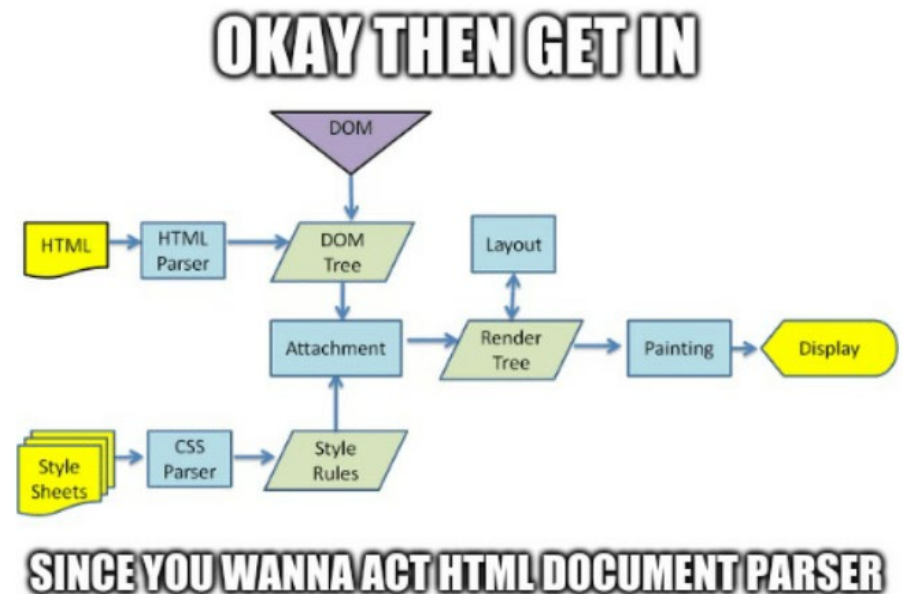 OKAY THEN GET IN
DOM
HTML
HTML
Parser
DOM
Tree
Layout
Attachment
Render
Tree
Painting
Display
Style
Sheets
CSS
Parser
Style
Rules
SINCE YOU WANNA ACT HTML DOCUMENT PARSER